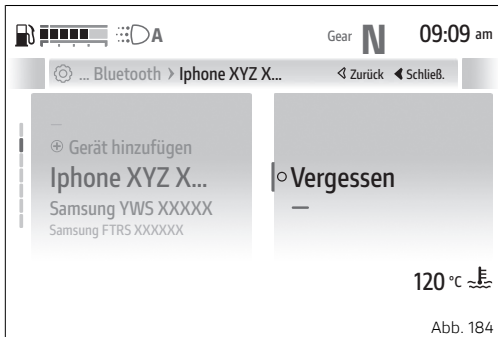 A Gear N 09:09 am
... Bluetooth › Iphone XYZ X... Zurück Schließ.
—
Gerät hinzufügen
Iphone XYZ X...
Samsung YWS XXXXX
Samsung FTRS XXXXXX
Vergessen
—
120 °C
Abb. 184